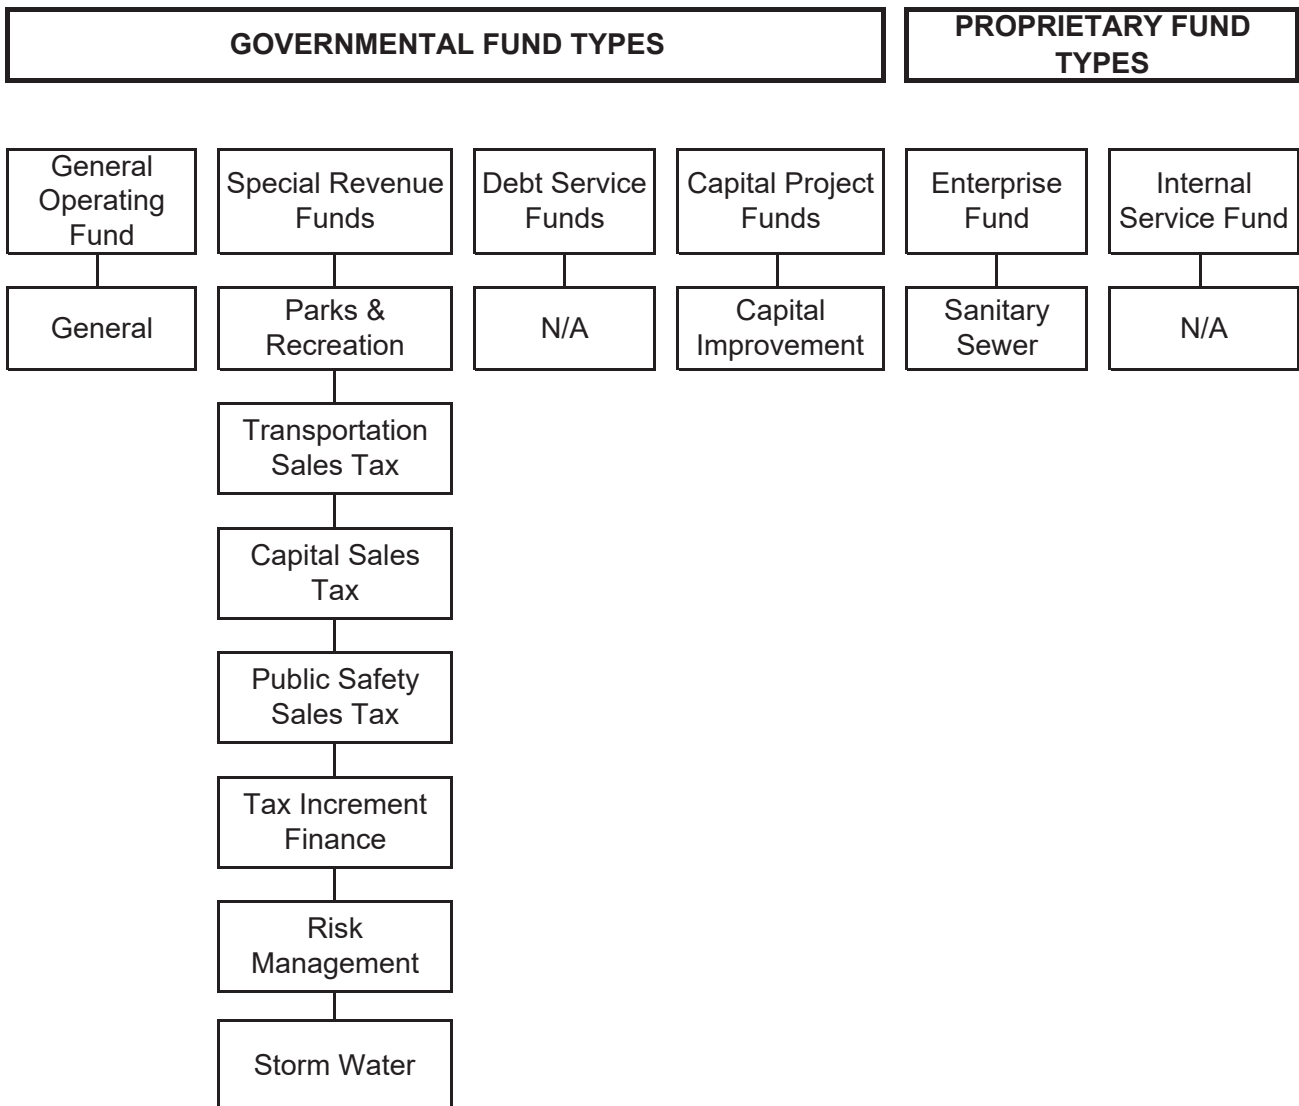 GOVERNMENTAL FUND TYPES
PROPRIETARY FUND
TYPES
General
Operating
Fund
Special Revenue
Funds
Debt Service
Funds
Capital Project
Funds
Enterprise
Fund
Internal
Service Fund
General
Parks &
Recreation
N/A
Capital
Improvement
Sanitary
Sewer
N/A
Transportation
Sales Tax
Capital Sales
Tax
Public Safety
Sales Tax
Tax Increment
Finance
Risk
Management
Storm Water